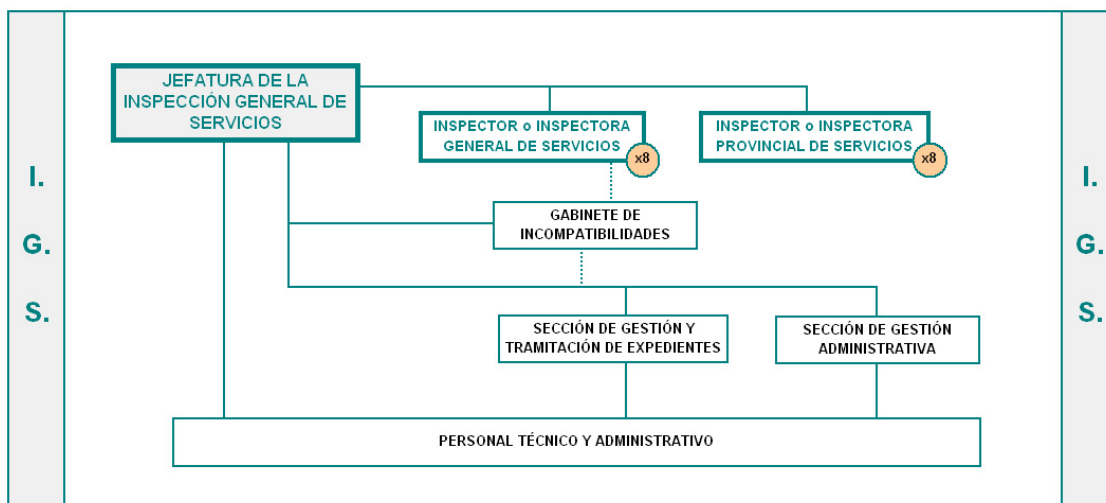 I.
G.
S.
JEFATURA DE LA
INSPECCIÓN GENERAL DE
SERVICIOS
INSPECTOR o INSPECTORA
GENERAL DE SERVICIOS
x8
INSPECTOR o INSPECTORA
PROVINCIAL DE SERVICIOS
x8
GABINETE DE
INCOMPATIBILIDADES
SECCIÓN DE GESTIÓN Y
TRAMITACIÓN DE EXPEDIENTES
SECCIÓN DE GESTIÓN
ADMINISTRATIVA
PERSONAL TÉCNICO Y ADMINISTRATIVO
I.
G.
S.